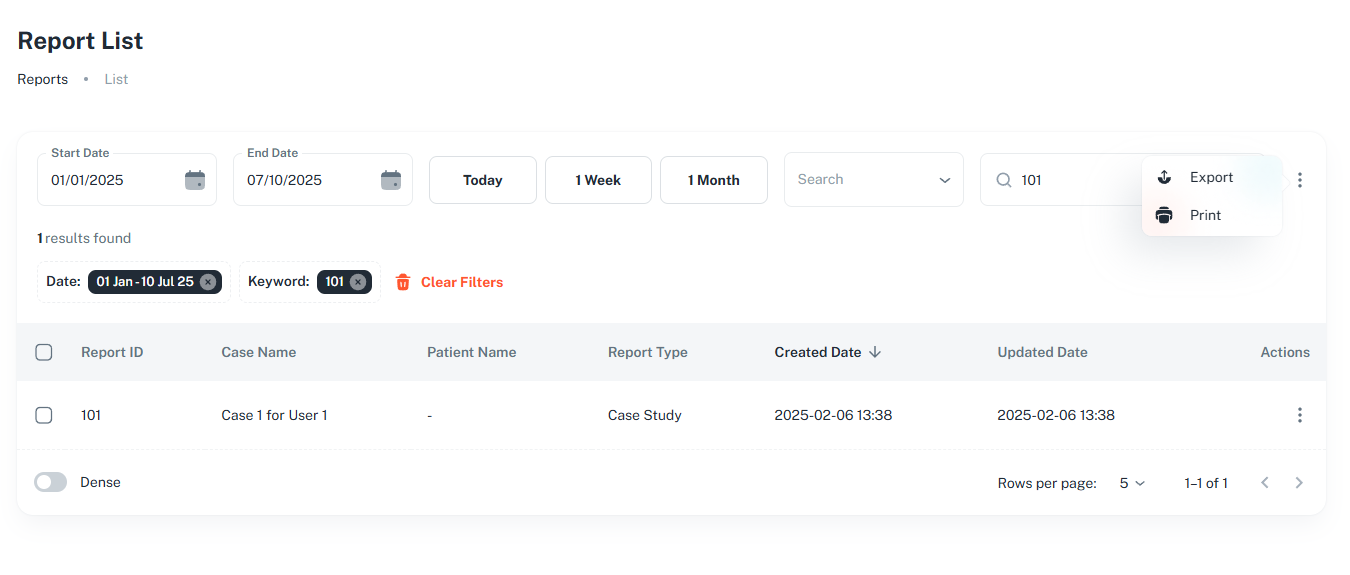 Report List
Reports • List
Start Date End Date
01/01/2025 07/10/2025 Today 1 Week 1 Month Search 101 Export
Print
1 results found
Date: 01 Jan - 10 Jul 25 Keyword: 101 Clear Filters
Report ID Case Name Patient Name Report Type Created Date Updated Date Actions
101 Case 1 for User 1 - Case Study 2025-02-06 13:38 2025-02-06 13:38
Dense Rows per page: 5 1–1 of 1